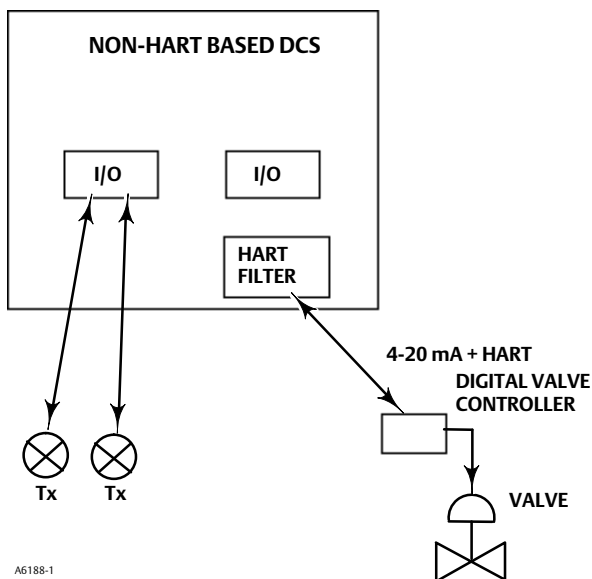 NON-HART BASED DCS
I/O
I/O
HART
FILTER
4-20 mA + HART
DIGITAL VALVE
CONTROLLER
Tx
Tx
VALVE
A6188-1